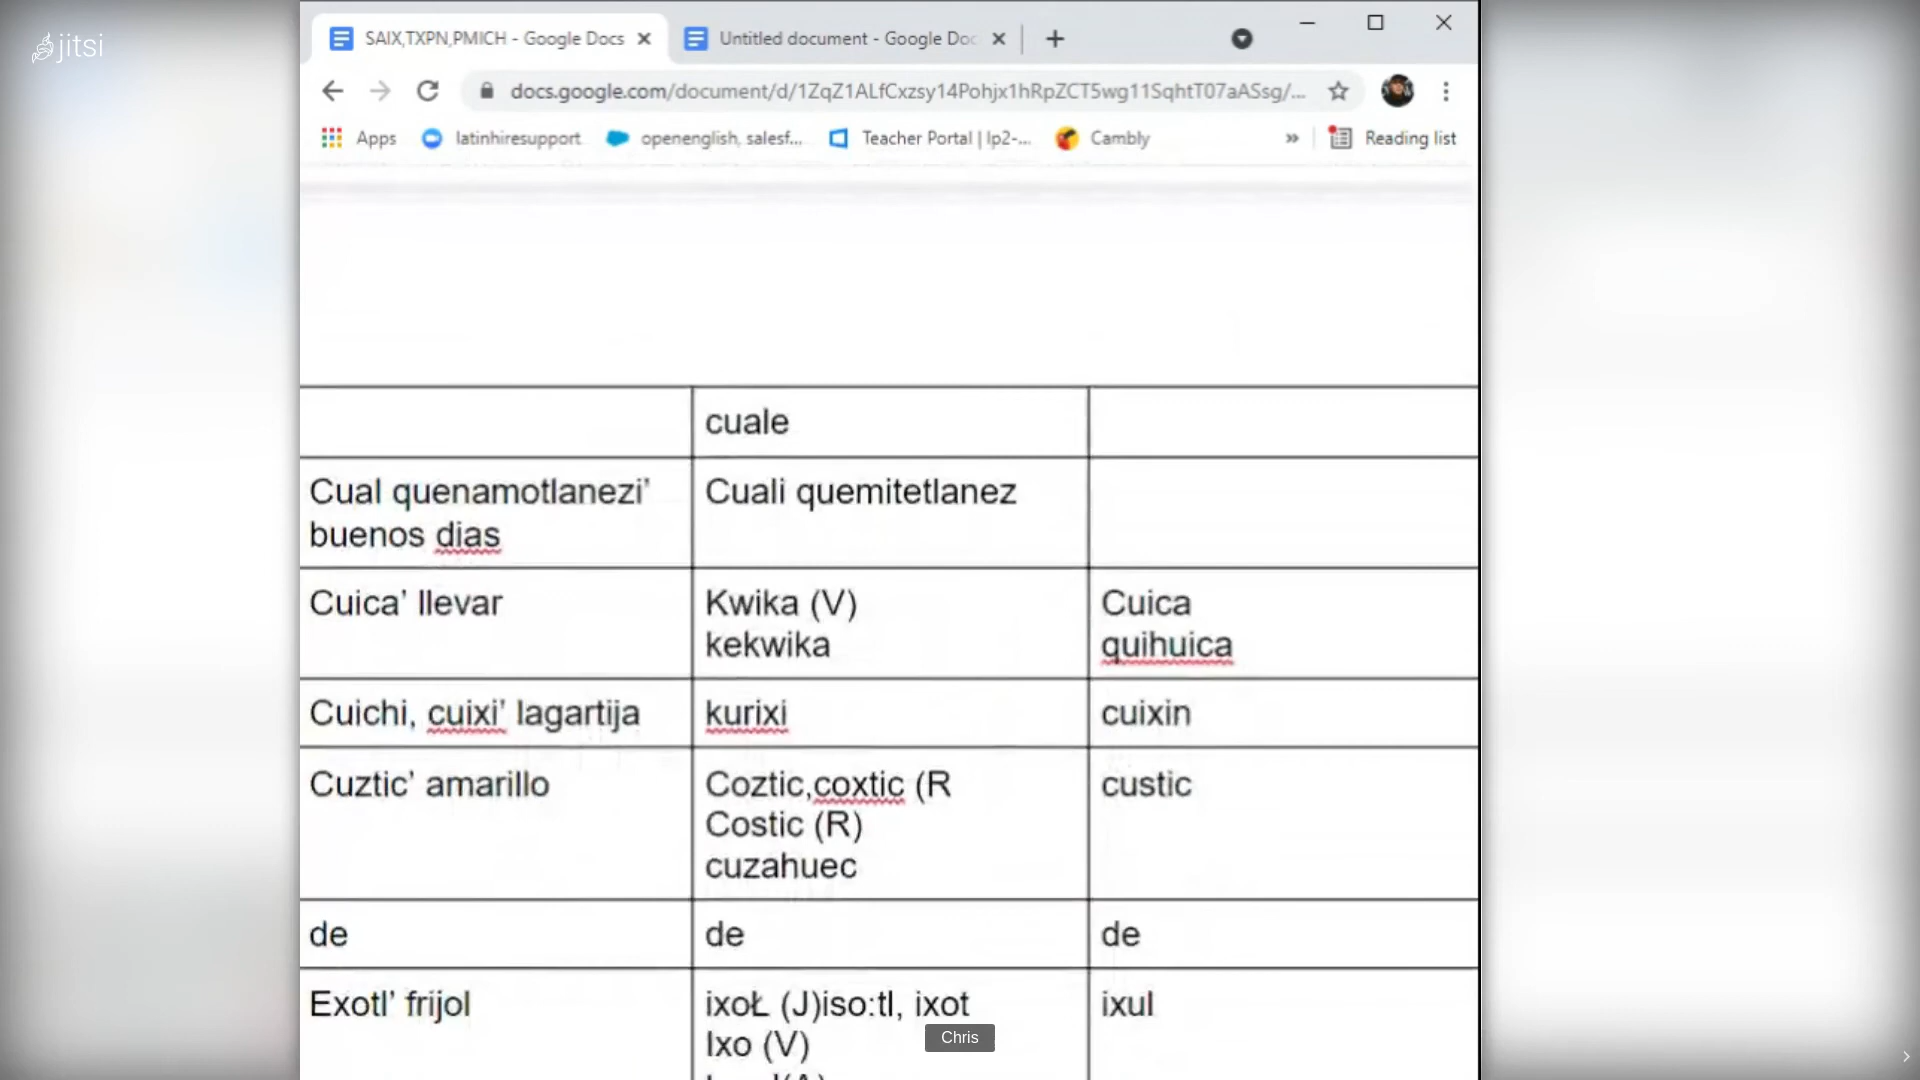 jitsi
SAIX,TXPN,PMICH - Google Docs
Untitled document - Google Doc
docs.google.com/document/d/1ZqZ1ALfCxzsy14Pohjx1hRpZCT5wg11SqhtT07aASsg/...
Apps
latinhiresupport
openenglish, salesf...
Teacher Portal | lp2-...
Cambly
»
Reading list
cuale
Cual quenamotlanezi’
buenos dias
Cuali quemitetlanez
Cuica’ llevar
Kwika (V)
kekwika
Cuica
quihuica
Cuichi, cuixi’ lagartija
kurixi
cuixin
Cuztic’ amarillo
Coztic,coxtic (R
Costic (R)
cuzahuec
custic
de
de
de
Exotl’ frijol
ixoŁ (J)iso:tl, ixot
Ixo (V)
ixul
Chris